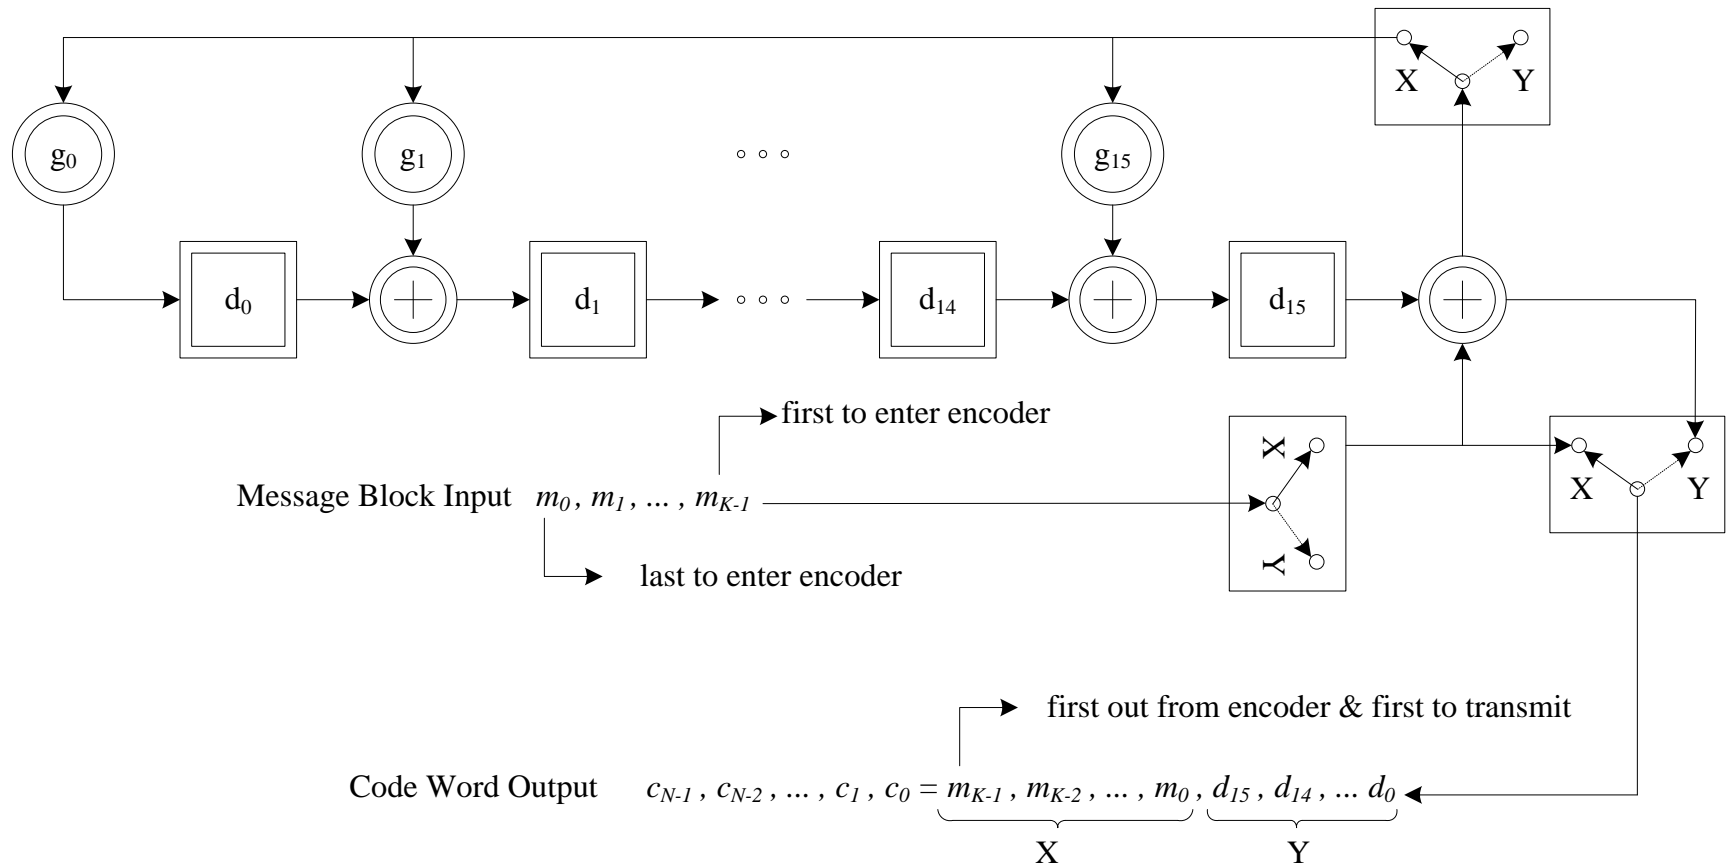 X Y
g0 g1 ° ° ° g15
d0 + d1 ° ° ° d14 + d15 +
first to enter encoder
Message Block Input m0 , m1 , ... , mK-1
X
Y
X Y
last to enter encoder
first out from encoder & first to transmit
Code Word Output cN-1 , cN-2 , ... , c1 , c0 = mK-1 , mK-2 , ... , m0 , d15 , d14 , ... d0
X Y